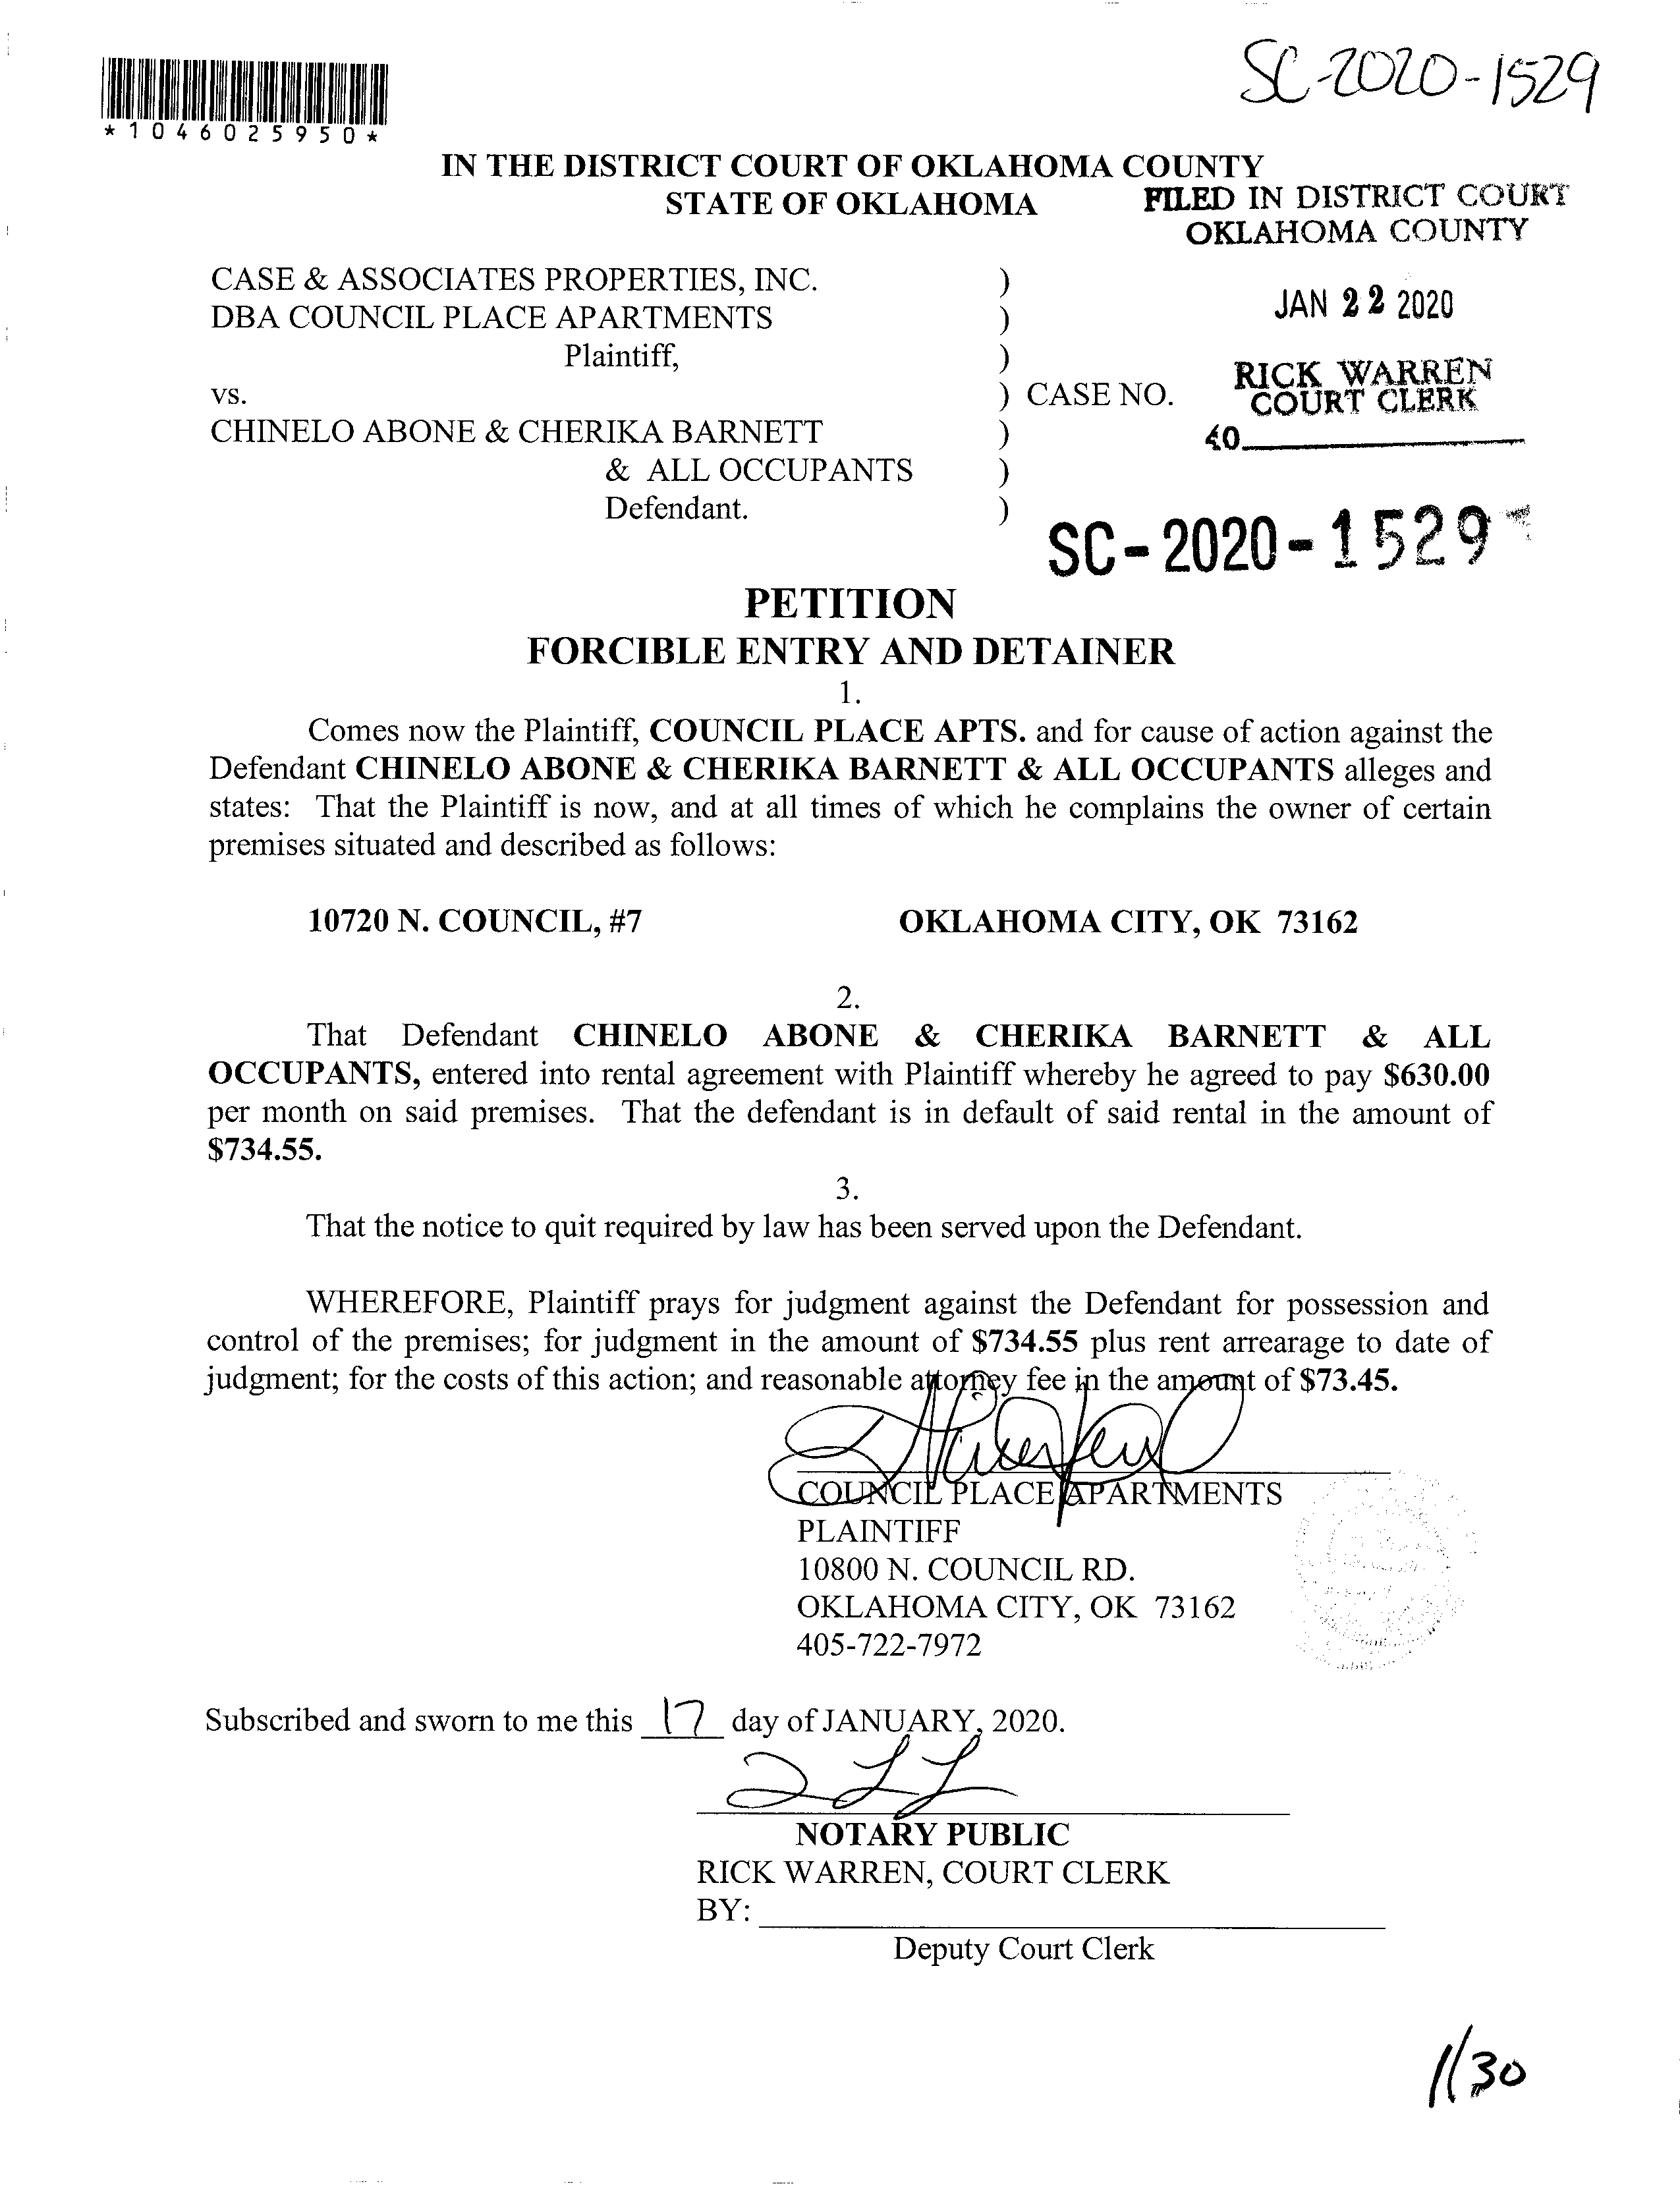 SC-2020-1529
*1046025950*
IN THE DISTRICT COURT OF OKLAHOMA COUNTY
STATE OF OKLAHOMA
FILED IN DISTRICT COURT
OKLAHOMA COUNTY
CASE & ASSOCIATES PROPERTIES, INC. )
DBA COUNCIL PLACE APARTMENTS )
JAN 22 2020
Plaintiff, )
vs. ) CASE NO.
RICK WARREN
COURT CLERK
CHINELO ABONE & CHERIKA BARNETT )
40
& ALL OCCUPANTS )
Defendant. )
SC-2020-1529
PETITION
FORCIBLE ENTRY AND DETAINER
1.
Comes now the Plaintiff, COUNCIL PLACE APTS. and for cause of action against the
Defendant CHINELO ABONE & CHERIKA BARNETT & ALL OCCUPANTS alleges and
states: That the Plaintiff is now, and at all times of which he complains the owner of certain
premises situated and described as follows:
10720 N. COUNCIL, #7 OKLAHOMA CITY, OK 73162
2.
That Defendant CHINELO ABONE & CHERIKA BARNETT & ALL
OCCUPANTS, entered into rental agreement with Plaintiff whereby he agreed to pay $630.00
per month on said premises. That the defendant is in default of said rental in the amount of
$734.55.
3.
That the notice to quit required by law has been served upon the Defendant.
WHEREFORE, Plaintiff prays for judgment against the Defendant for possession and
control of the premises; for judgment in the amount of $734.55 plus rent arrearage to date of
judgment; for the costs of this action; and reasonable attorney fee in the amount of $73.45.
COUNCIL PLACE APARTMENTS
PLAINTIFF
10800 N. COUNCIL RD.
OKLAHOMA CITY, OK 73162
405-722-7972
Subscribed and sworn to me this 17 day of JANUARY, 2020.
NOTARY PUBLIC
RICK WARREN, COURT CLERK
BY:
Deputy Court Clerk
1/30